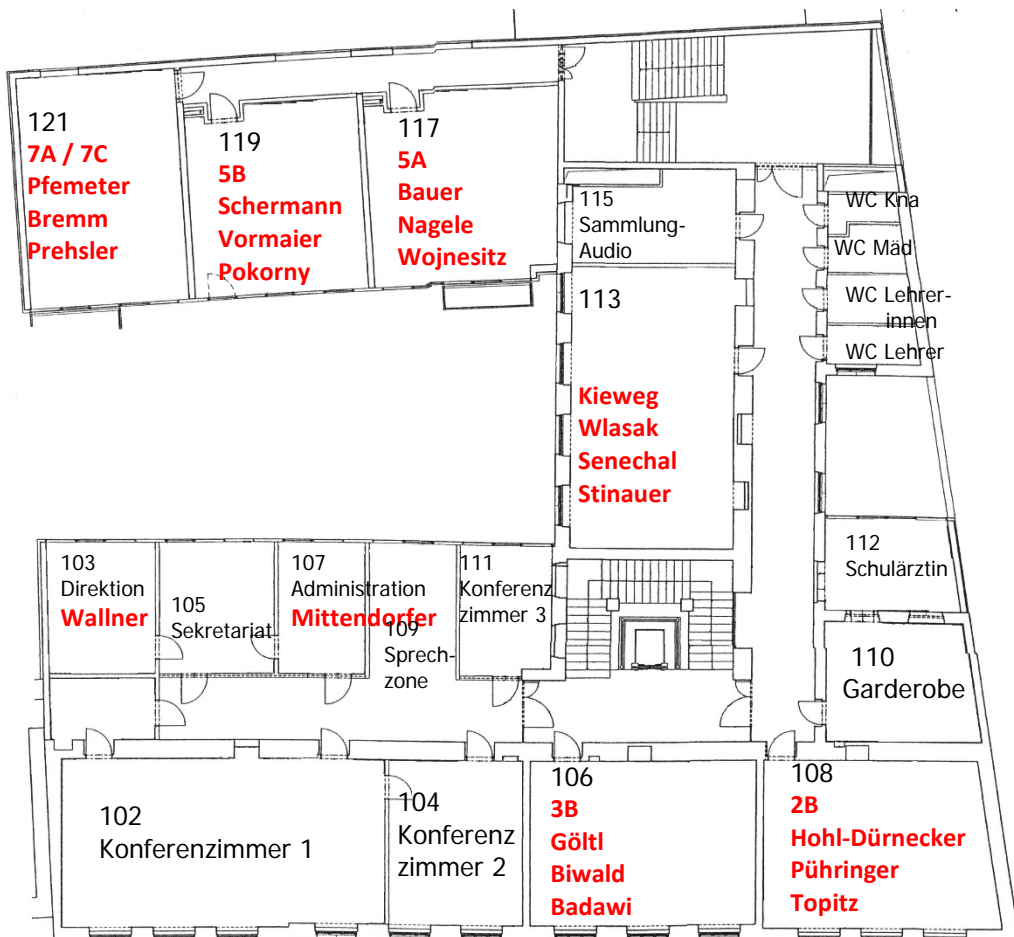 121
7A / 7C
Pfemeter
Bremm
Prehsler
119
5B
Schermann
Vormaier
Pokorny
117
5A
Bauer
Nagele
Wojnesitz
115
Sammlung-
Audio
WC Kna
WC Mäd
WC Lehrer-
innen
WC Lehrer
113
Kieweg
Wlasak
Senechal
Stinauer
103
Direktion
Wallner
105
Sekretariat
107
Administration
Mittendorfer
109
Sprech-
zone
111
Konferenz
zimmer 3
112
Schulärztin
110
Garderobe
102
Konferenzimmer 1
104
Konferenz
zimmer 2
106
3B
Göltl
Biwald
Badawi
108
2B
Hohl-Dürnecker
Pühringer
Topitz